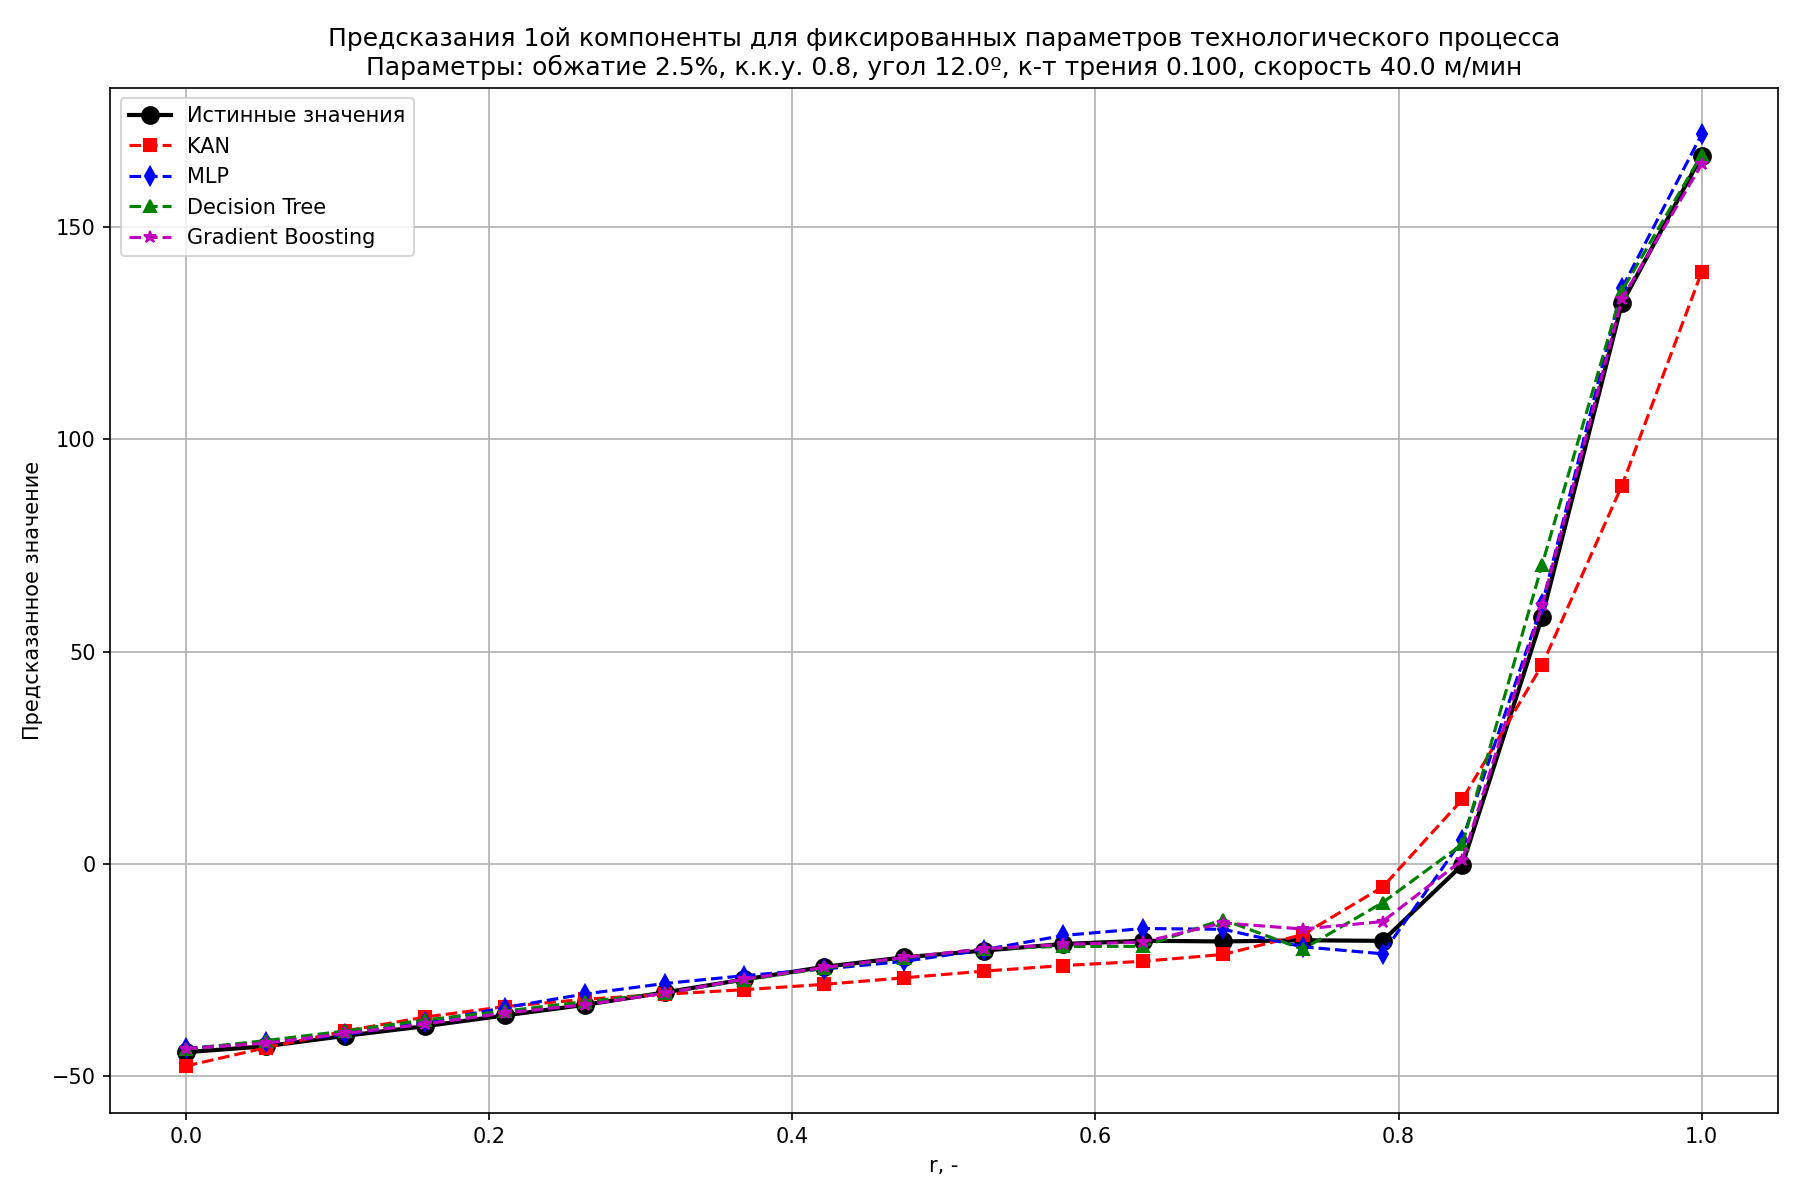 Предсказания 1ой компоненты для фиксированных параметров технологического процесса
Параметры: обжатие 2.5%, к.к.у. 0.8, угол 12.0º, к-т трения 0.100, скорость 40.0 м/мин
Истинные значения
KAN
MLP
Decision Tree
Gradient Boosting
Предсказанное значение
150
100
50
0
−50
0.0
0.2
0.4
0.6
0.8
1.0
r, -